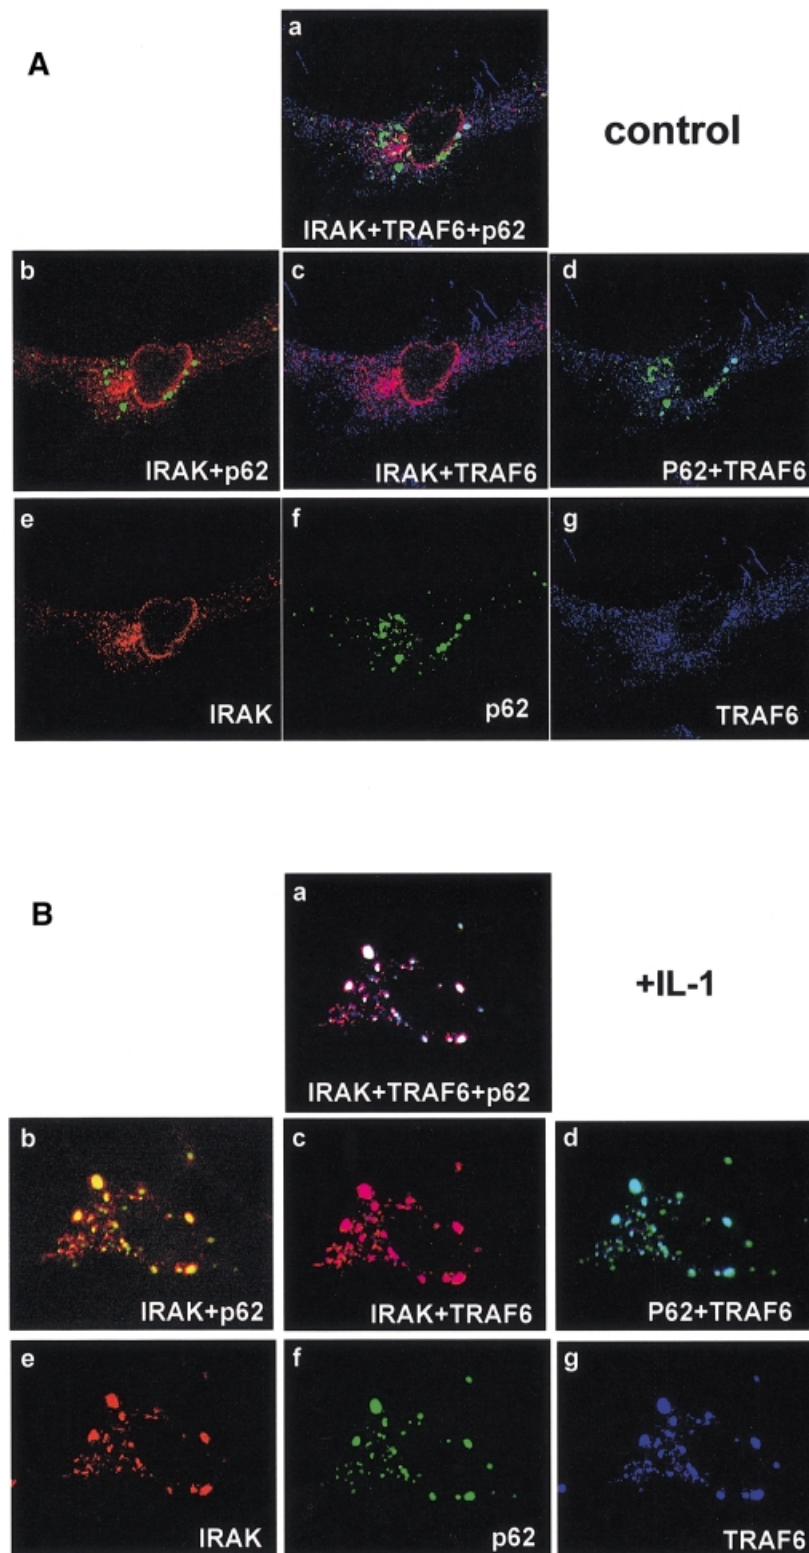 A
a
control
IRAK+TRAF6+p62
b
IRAK+p62
c
IRAK+TRAF6
d
P62+TRAF6
e
IRAK
f
p62
g
TRAF6
B
a
+IL-1
IRAK+TRAF6+p62
b
IRAK+p62
c
IRAK+TRAF6
d
P62+TRAF6
e
IRAK
f
p62
g
TRAF6